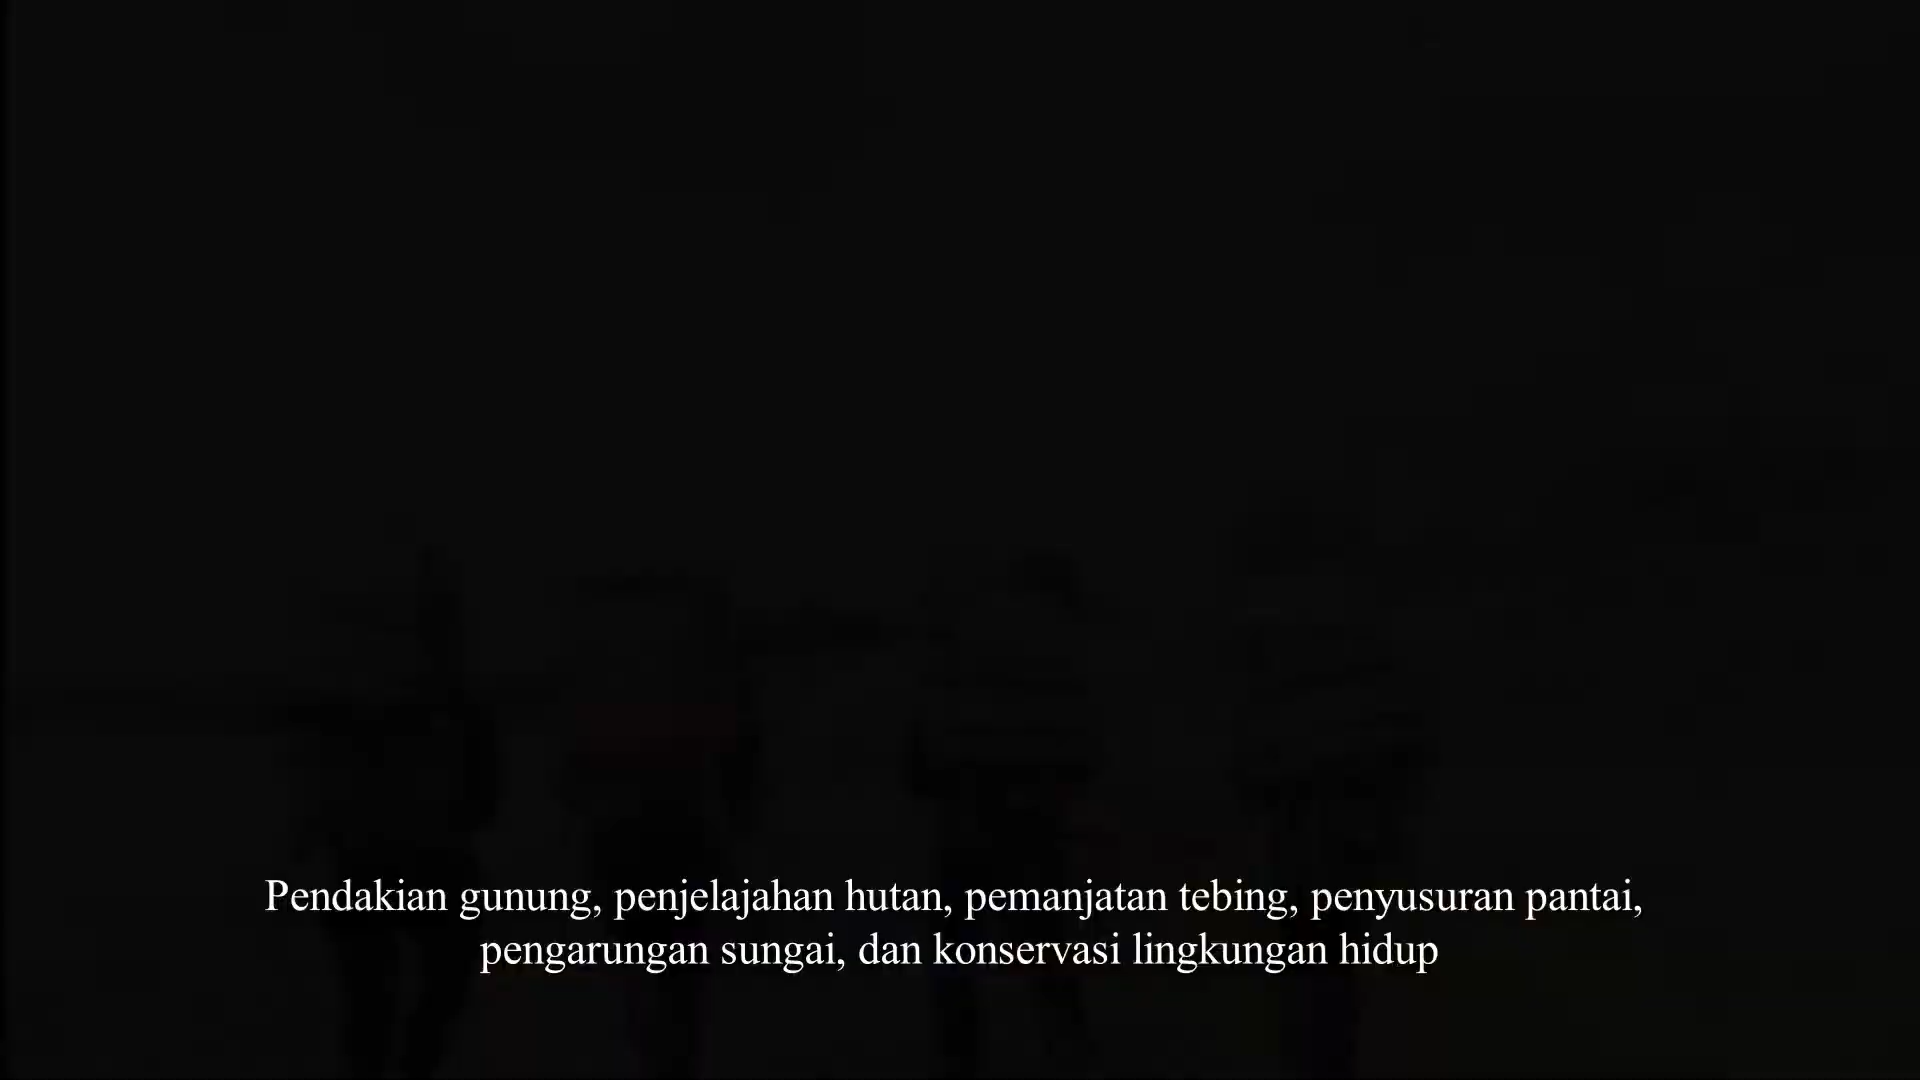 Pendakian gunung, penjelajahan hutan, pemanjatan tebing, penyusuran pantai,
pengarungan sungai, dan konservasi lingkungan hidup